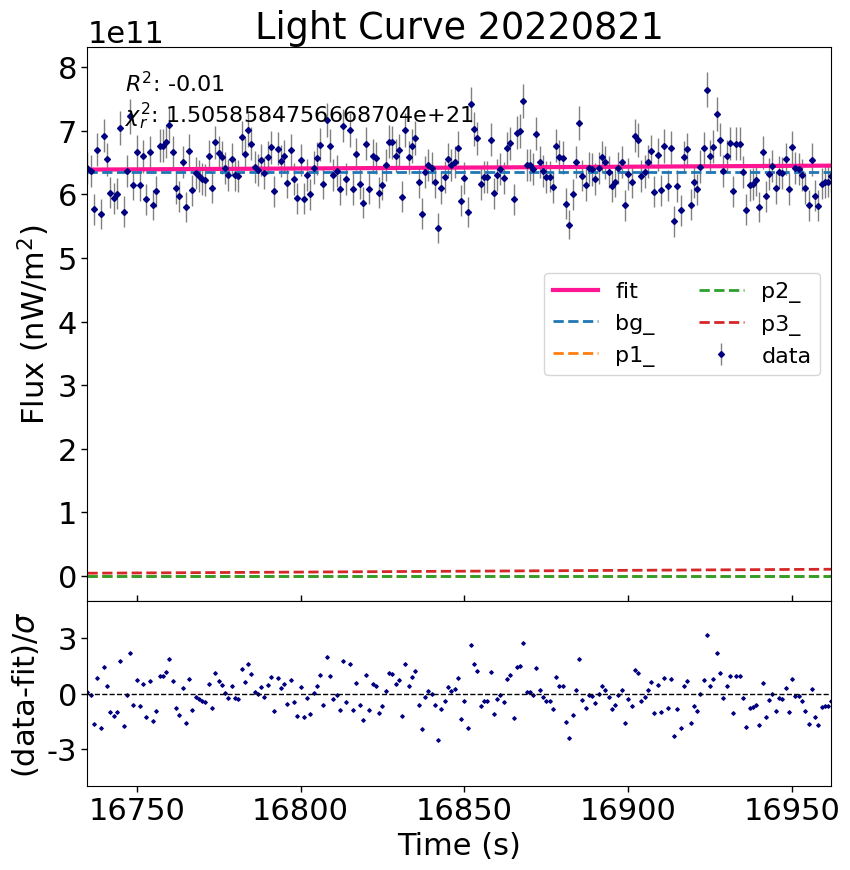 Light Curve 20220821
1e11
R²: -0.01
χ²ᵣ: 1.5058584756668704e+21
8
7
6
5
4
3
2
1
0
Flux (nW/m²)
fit
bg_
p1_
p2_
p3_
data
3
0
-3
(data-fit)/σ
16750 16800 16850 16900 16950
Time (s)